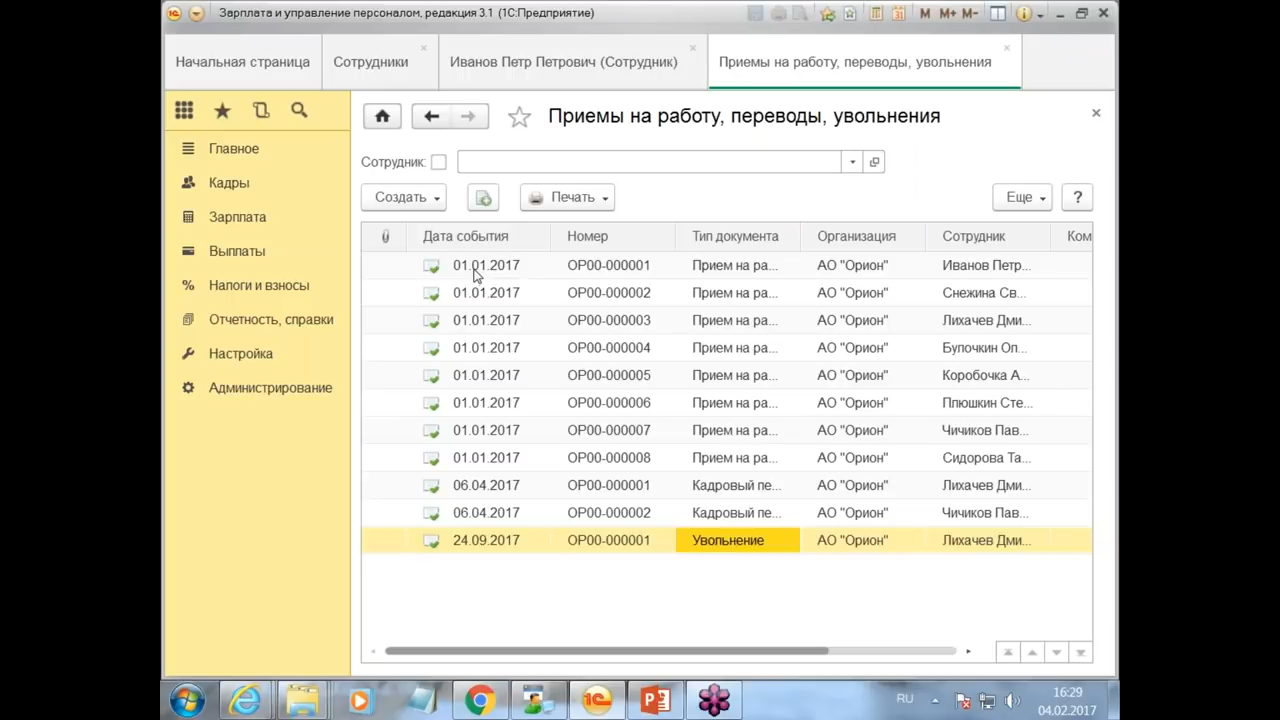 Зарплата и управление персоналом, редакция 3.1 (1С:Предприятие)
M M+ M-
Начальная страница Сотрудники Иванов Петр Петрович (Сотрудник) Приемы на работу, переводы, увольнения
Главное
Кадры
Зарплата
Выплаты
Налоги и взносы
Отчетность, справки
Настройка
Администрирование
Приемы на работу, переводы, увольнения
Сотрудник:
Создать Печать Еще ?
Дата события Номер Тип документа Организация Сотрудник Ком
01.01.2017 ОР00-000001 Прием на ра... АО "Орион" Иванов Петр...
01.01.2017 ОР00-000002 Прием на ра... АО "Орион" Снежина Св...
01.01.2017 ОР00-000003 Прием на ра... АО "Орион" Лихачев Дми...
01.01.2017 ОР00-000004 Прием на ра... АО "Орион" Булочкин Ол...
01.01.2017 ОР00-000005 Прием на ра... АО "Орион" Коробочка А...
01.01.2017 ОР00-000006 Прием на ра... АО "Орион" Плюшкин Сте...
01.01.2017 ОР00-000007 Прием на ра... АО "Орион" Чичиков Пав...
01.01.2017 ОР00-000008 Прием на ра... АО "Орион" Сидорова Та...
06.04.2017 ОР00-000001 Кадровый пе... АО "Орион" Лихачев Дми...
06.04.2017 ОР00-000002 Кадровый пе... АО "Орион" Чичиков Пав...
24.09.2017 ОР00-000001 Увольнение АО "Орион" Лихачев Дми...
RU
16:29
04.02.2017